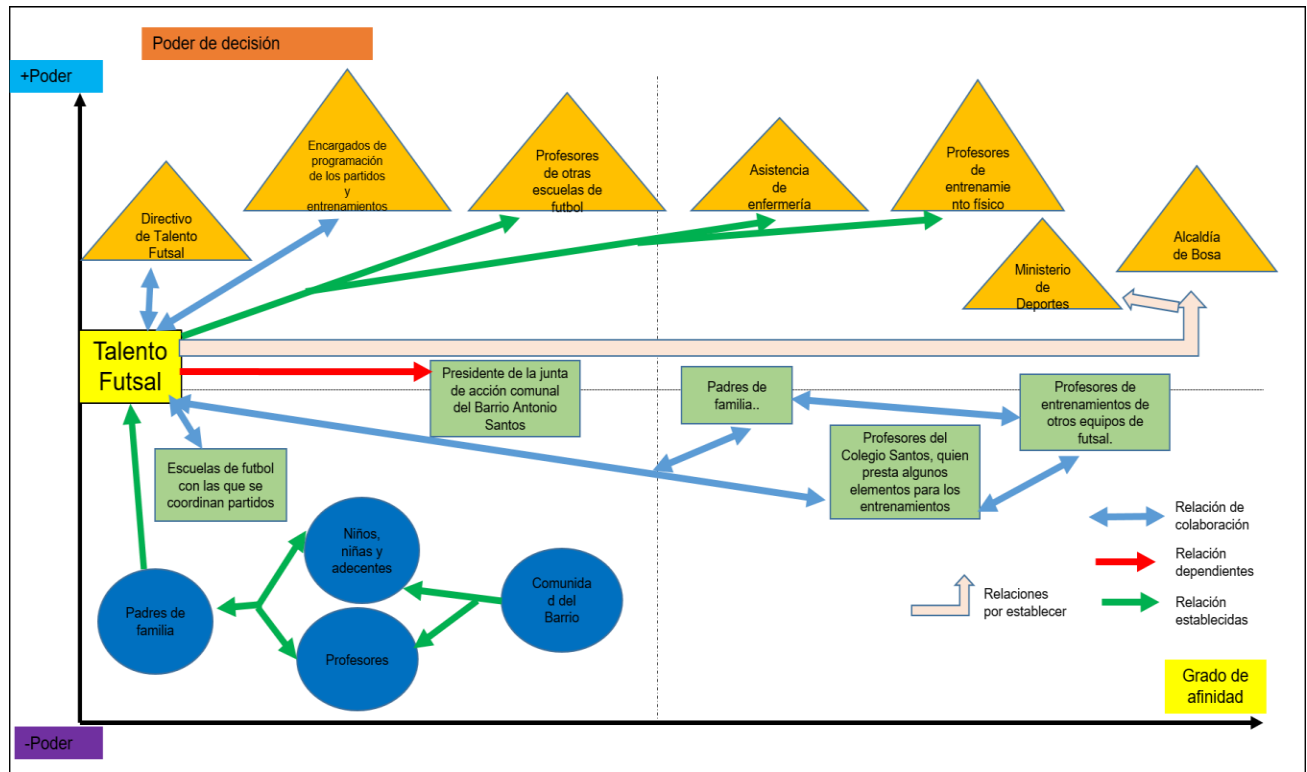 Poder de decisión
+Poder
Encargados de
programación
de los partidos
y
entrenamientos
Profesores
de otras
escuelas de
futbol
Asistencia
de
enfermería
Profesores
de
entrenamie
nto físico
Directivo
de Talento
Futsal
Alcaldía
de Bosa
Ministerio
de
Deportes
Talento
Futsal
Presidente de la junta
de acción comunal
del Barrio Antonio
Santos
Padres de
familia..
Profesores de
entrenamientos de
otros equipos de
futsal.
Profesores del
Colegio Santos, quien
presta algunos
elementos para los
entrenamientos
Escuelas de futbol
con las que se
coordinan partidos
Niños,
niñas y
adecentes
Comunida
d del
Barrio
Padres de
familia
Profesores
Relación de
colaboración
Relación
dependientes
Relaciones
por establecer
Relación
establecidas
Grado de
afinidad
-Poder